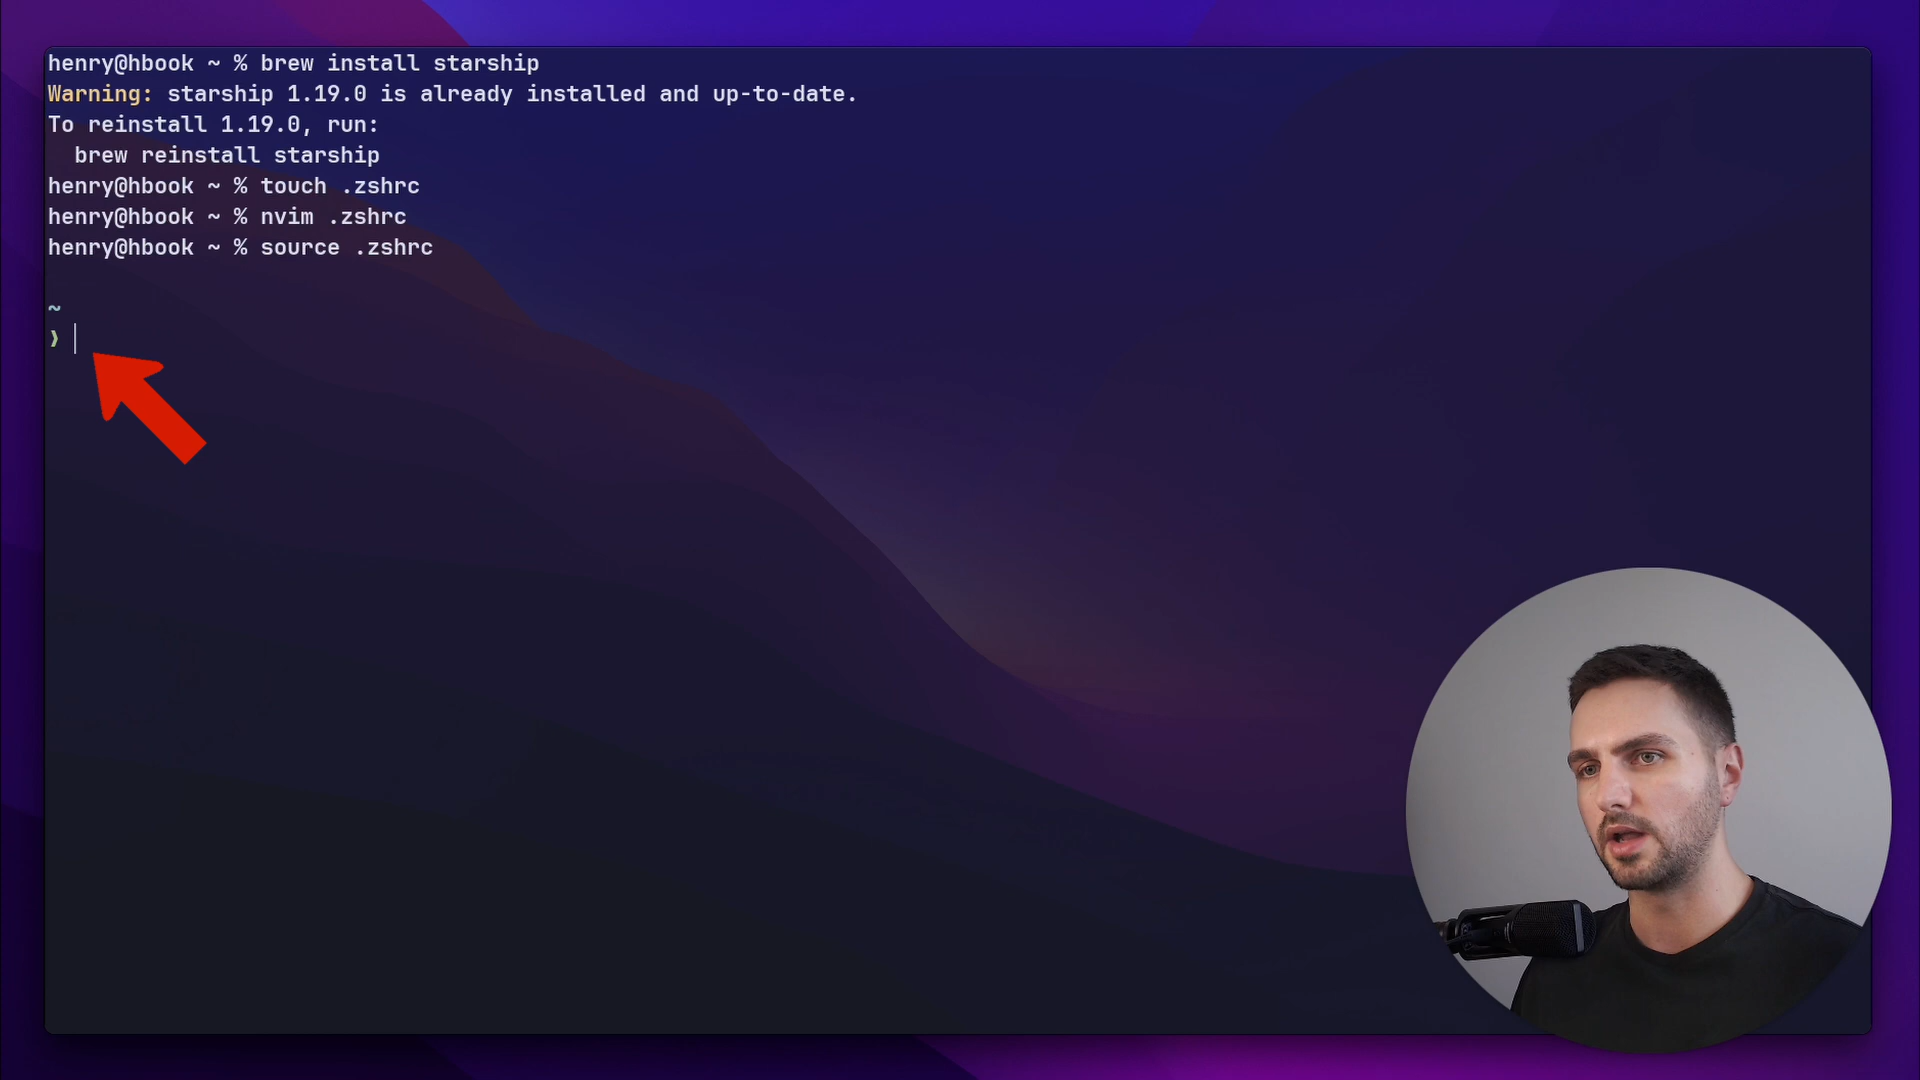 henry@hbook ~ % brew install starship
Warning: starship 1.19.0 is already installed and up-to-date.
To reinstall 1.19.0, run:
  brew reinstall starship
henry@hbook ~ % touch .zshrc
henry@hbook ~ % nvim .zshrc
henry@hbook ~ % source .zshrc
~
❯